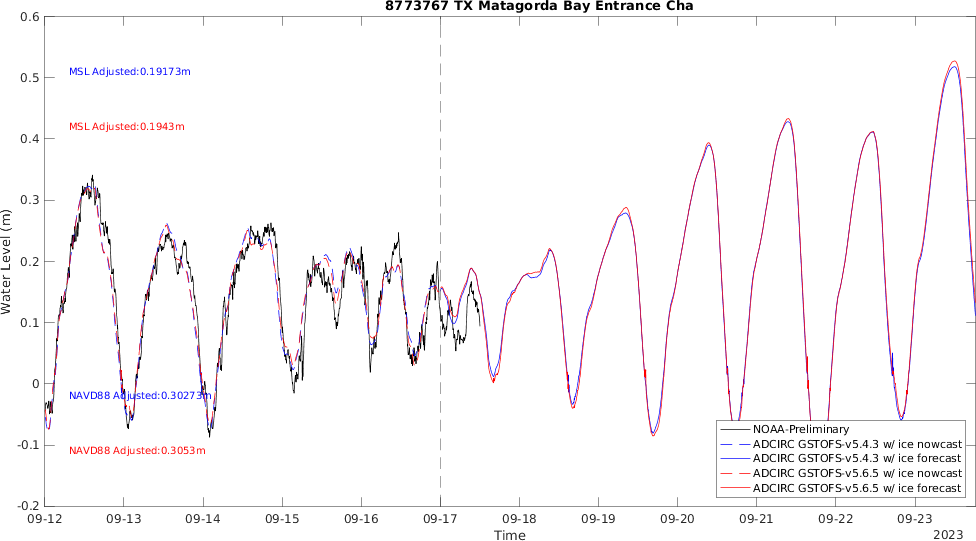 8773767 TX Matagorda Bay Entrance Cha
Water Level (m)
0.6
0.5
0.4
0.3
0.2
0.1
0
-0.1
-0.2
MSL Adjusted:0.19173m
MSL Adjusted:0.1943m
NAVD88 Adjusted:0.30273m
NAVD88 Adjusted:0.3053m
NOAA-Preliminary
ADCIRC GSTOFS-v5.4.3 w/ ice nowcast
ADCIRC GSTOFS-v5.4.3 w/ ice forecast
ADCIRC GSTOFS-v5.6.5 w/ ice nowcast
ADCIRC GSTOFS-v5.6.5 w/ ice forecast
09-12 09-13 09-14 09-15 09-16 09-17 09-18 09-19 09-20 09-21 09-22 09-23
Time
2023